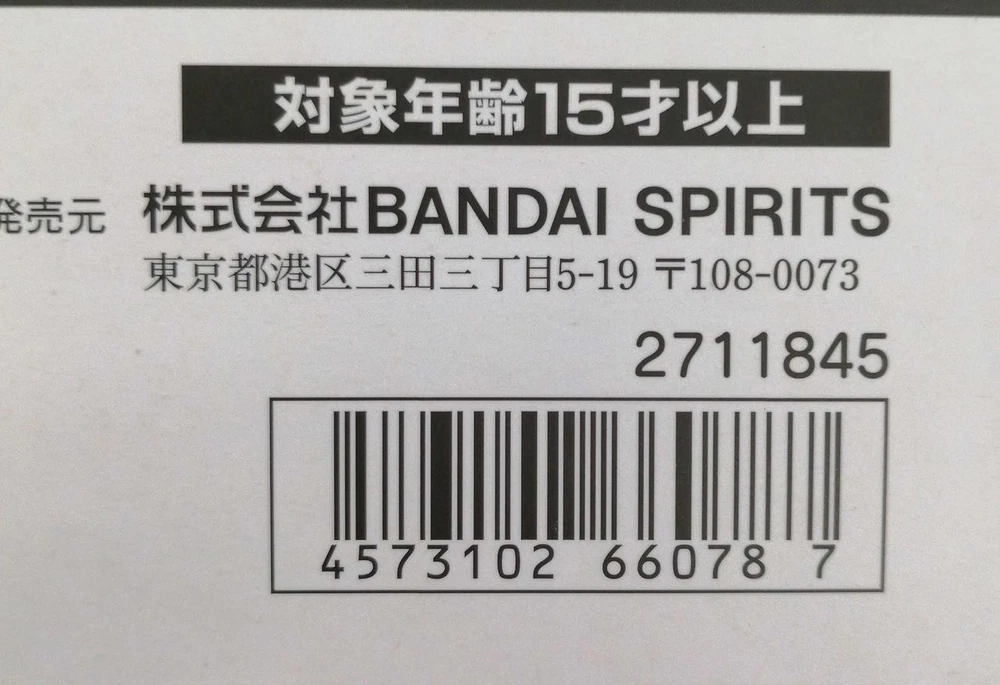 対象年齢15才以上
発売元 株式会社BANDAI SPIRITS
東京都港区三田三丁目5-19 〒108-0073
2711845
4573102 66078 7